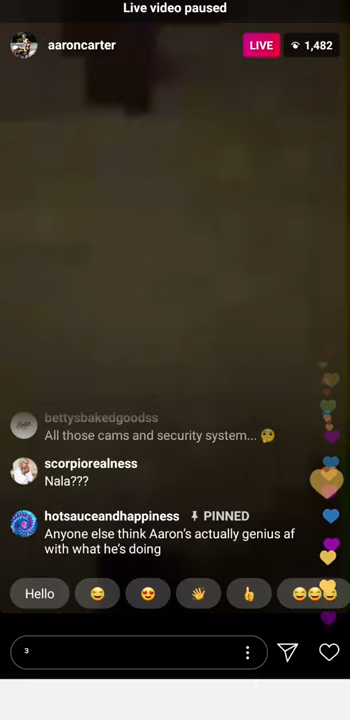 Live video paused
aaroncarter
LIVE
1,482
bettysbakedgoodss
All those cams and security system... 🤔
scorpiorealness
Nala???
hotsauceandhappiness PINNED
Anyone else think Aaron's actually genius af
with what he's doing
Hello 😂 😍 👋 👍 😂😂😂
³